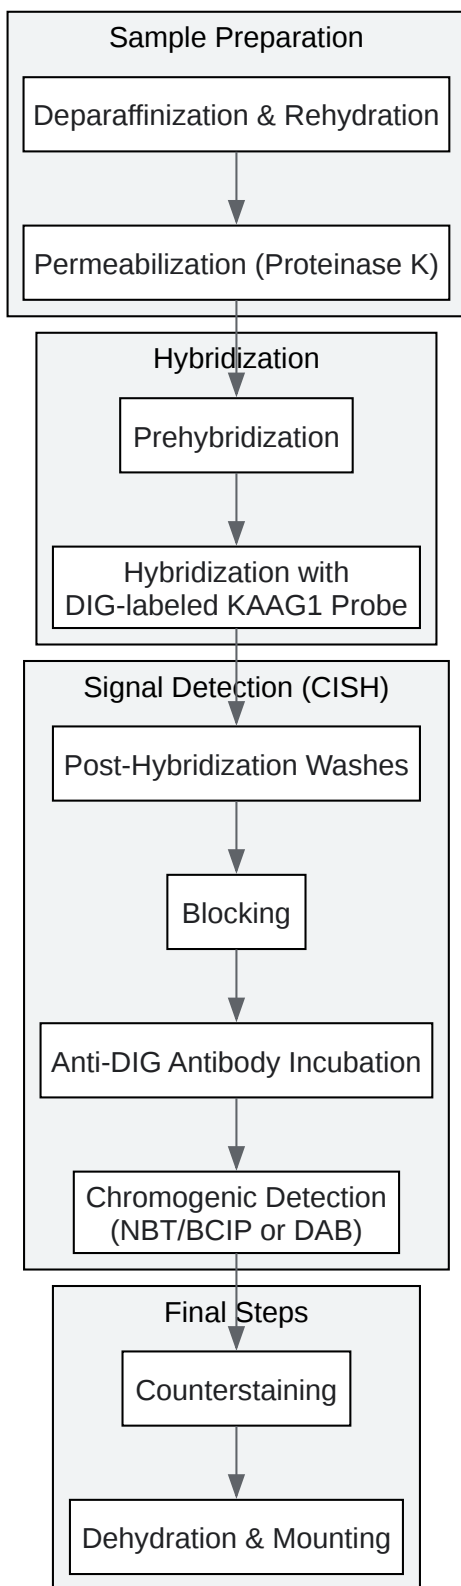 Sample Preparation
Deparaffinization & Rehydration
Permeabilization (Proteinase K)
Hybridization
Prehybridization
Hybridization with
DIG-labeled KAAG1 Probe
Signal Detection (CISH)
Post-Hybridization Washes
Blocking
Anti-DIG Antibody Incubation
Chromogenic Detection
(NBT/BCIP or DAB)
Final Steps
Counterstaining
Dehydration & Mounting